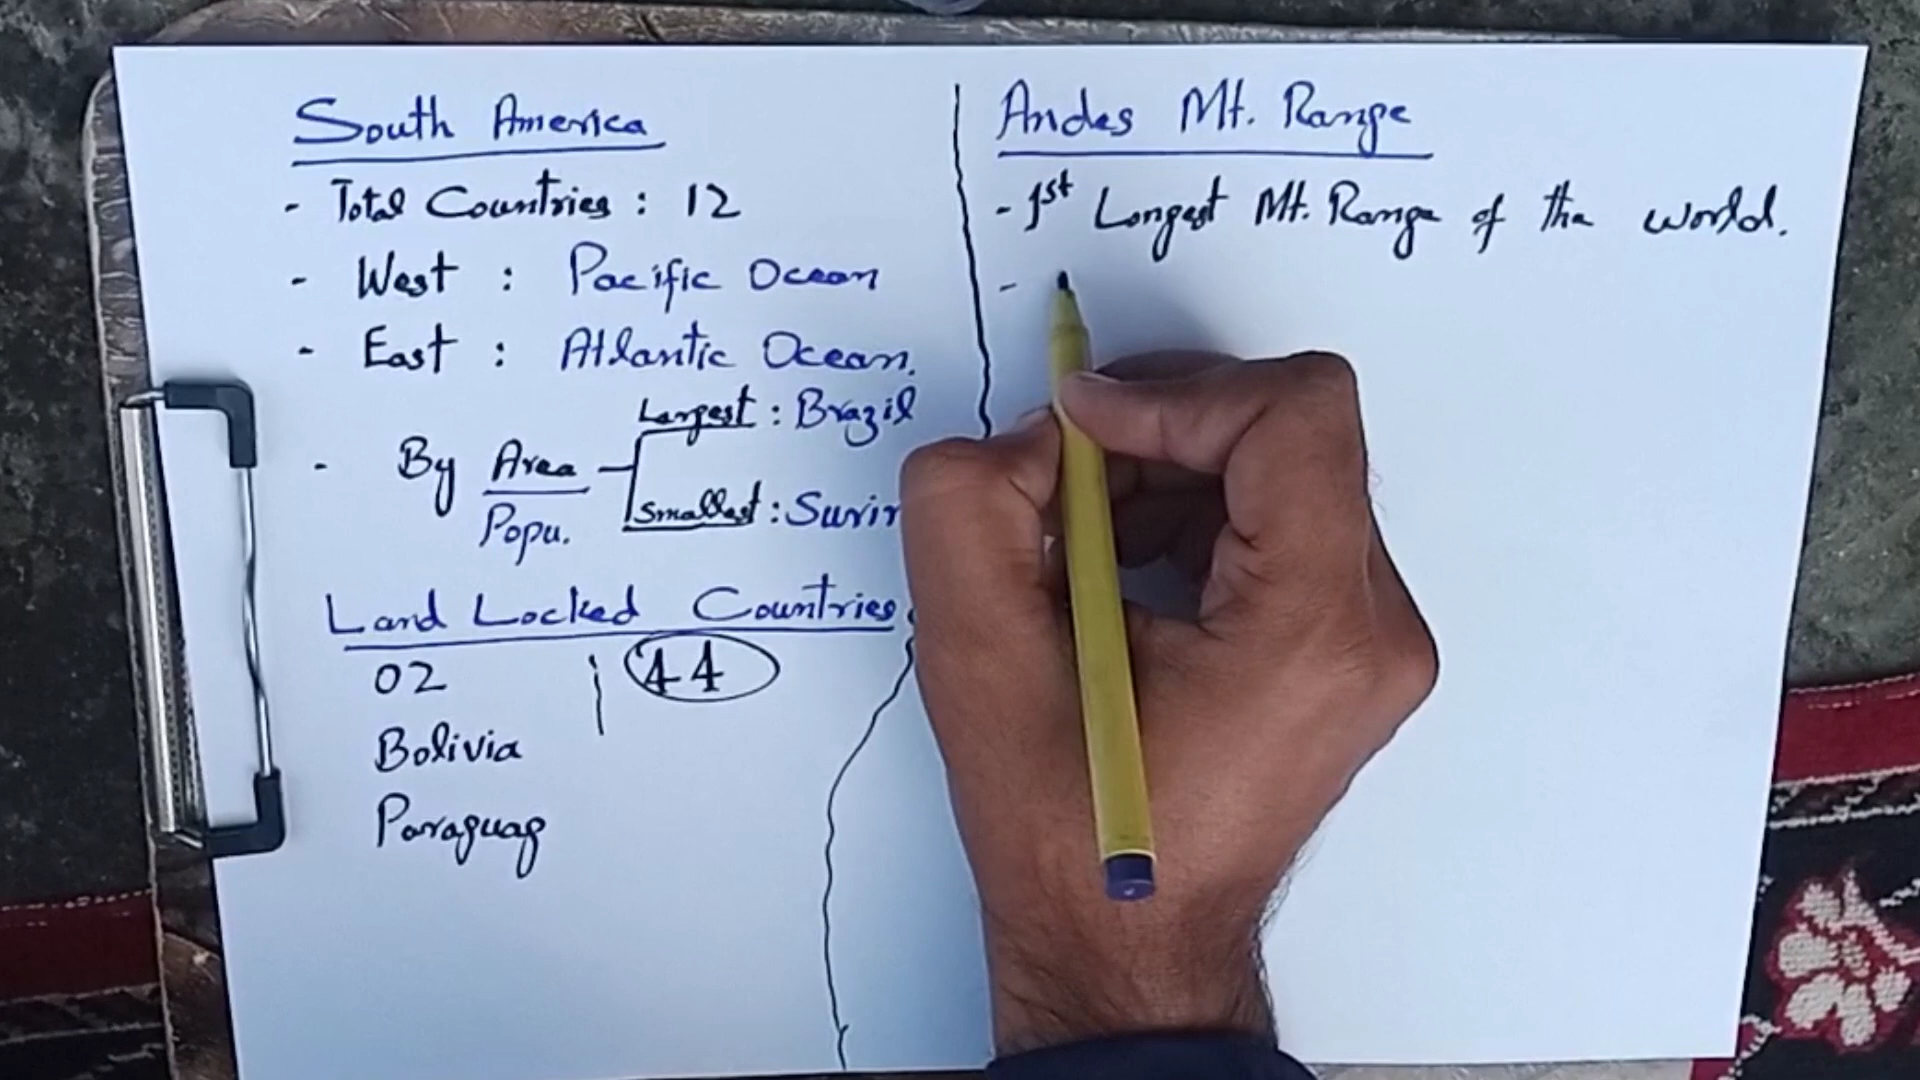 South America
- Total Countries : 12
- West : Pacific Ocean
- East : Atlantic Ocean.
Largest : Brazil
- By Area
Popu.
Smallest : Surin
Land Locked Countries
02 44
Bolivia
Paraguay
Andes Mt. Range
- 1st Longest Mt. Range of the world.
-